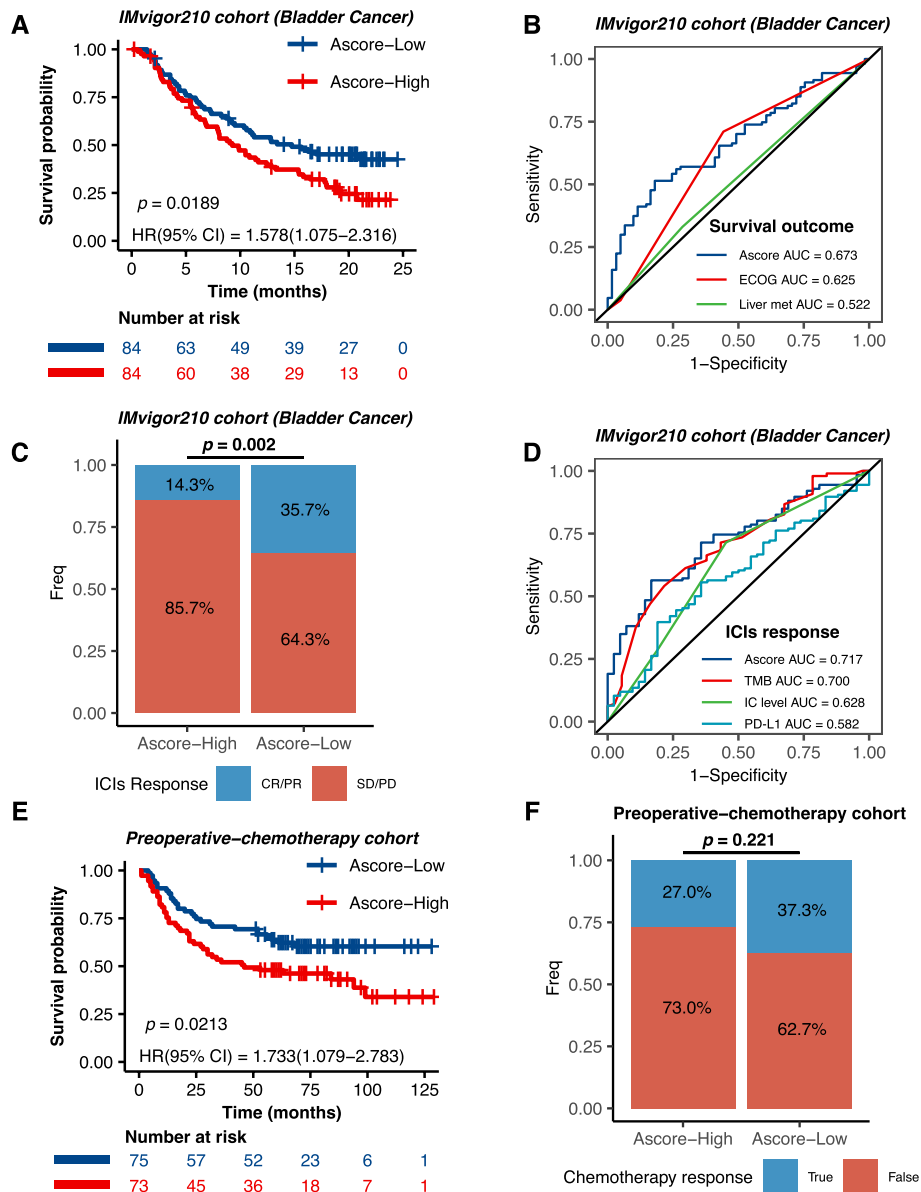 A
IMvigor210 cohort (Bladder Cancer)
Survival probability
1.00
0.75
0.50
0.25
0.00
Ascore−Low
Ascore−High
p = 0.0189
HR(95% CI) = 1.578(1.075−2.316)
0 5 10 15 20 25
Time (months)
Number at risk
84 63 49 39 27 0
84 60 38 29 13 0
B
IMvigor210 cohort (Bladder Cancer)
Sensitivity
1.00
0.75
0.50
0.25
0.00
Survival outcome
Ascore AUC = 0.673
ECOG AUC = 0.625
Liver met AUC = 0.522
0.00 0.25 0.50 0.75 1.00
1−Specificity
C
IMvigor210 cohort (Bladder Cancer)
p = 0.002
Freq
1.00
0.75
0.50
0.25
0.00
14.3%
35.7%
85.7%
64.3%
Ascore−High Ascore−Low
ICIs Response CR/PR SD/PD
D
IMvigor210 cohort (Bladder Cancer)
Sensitivity
1.00
0.75
0.50
0.25
0.00
ICIs response
Ascore AUC = 0.717
TMB AUC = 0.700
IC level AUC = 0.628
PD-L1 AUC = 0.582
0.00 0.25 0.50 0.75 1.00
1−Specificity
E
Preoperative−chemotherapy cohort
Survival probability
1.00
0.75
0.50
0.25
0.00
Ascore−Low
Ascore−High
p = 0.0213
HR(95% CI) = 1.733(1.079−2.783)
0 25 50 75 100 125
Time (months)
Number at risk
75 57 52 23 6 1
73 45 36 18 7 1
F
Preoperative−chemotherapy cohort
p = 0.221
Freq
1.00
0.75
0.50
0.25
0.00
27.0%
37.3%
73.0%
62.7%
Ascore−High Ascore−Low
Chemotherapy response True False